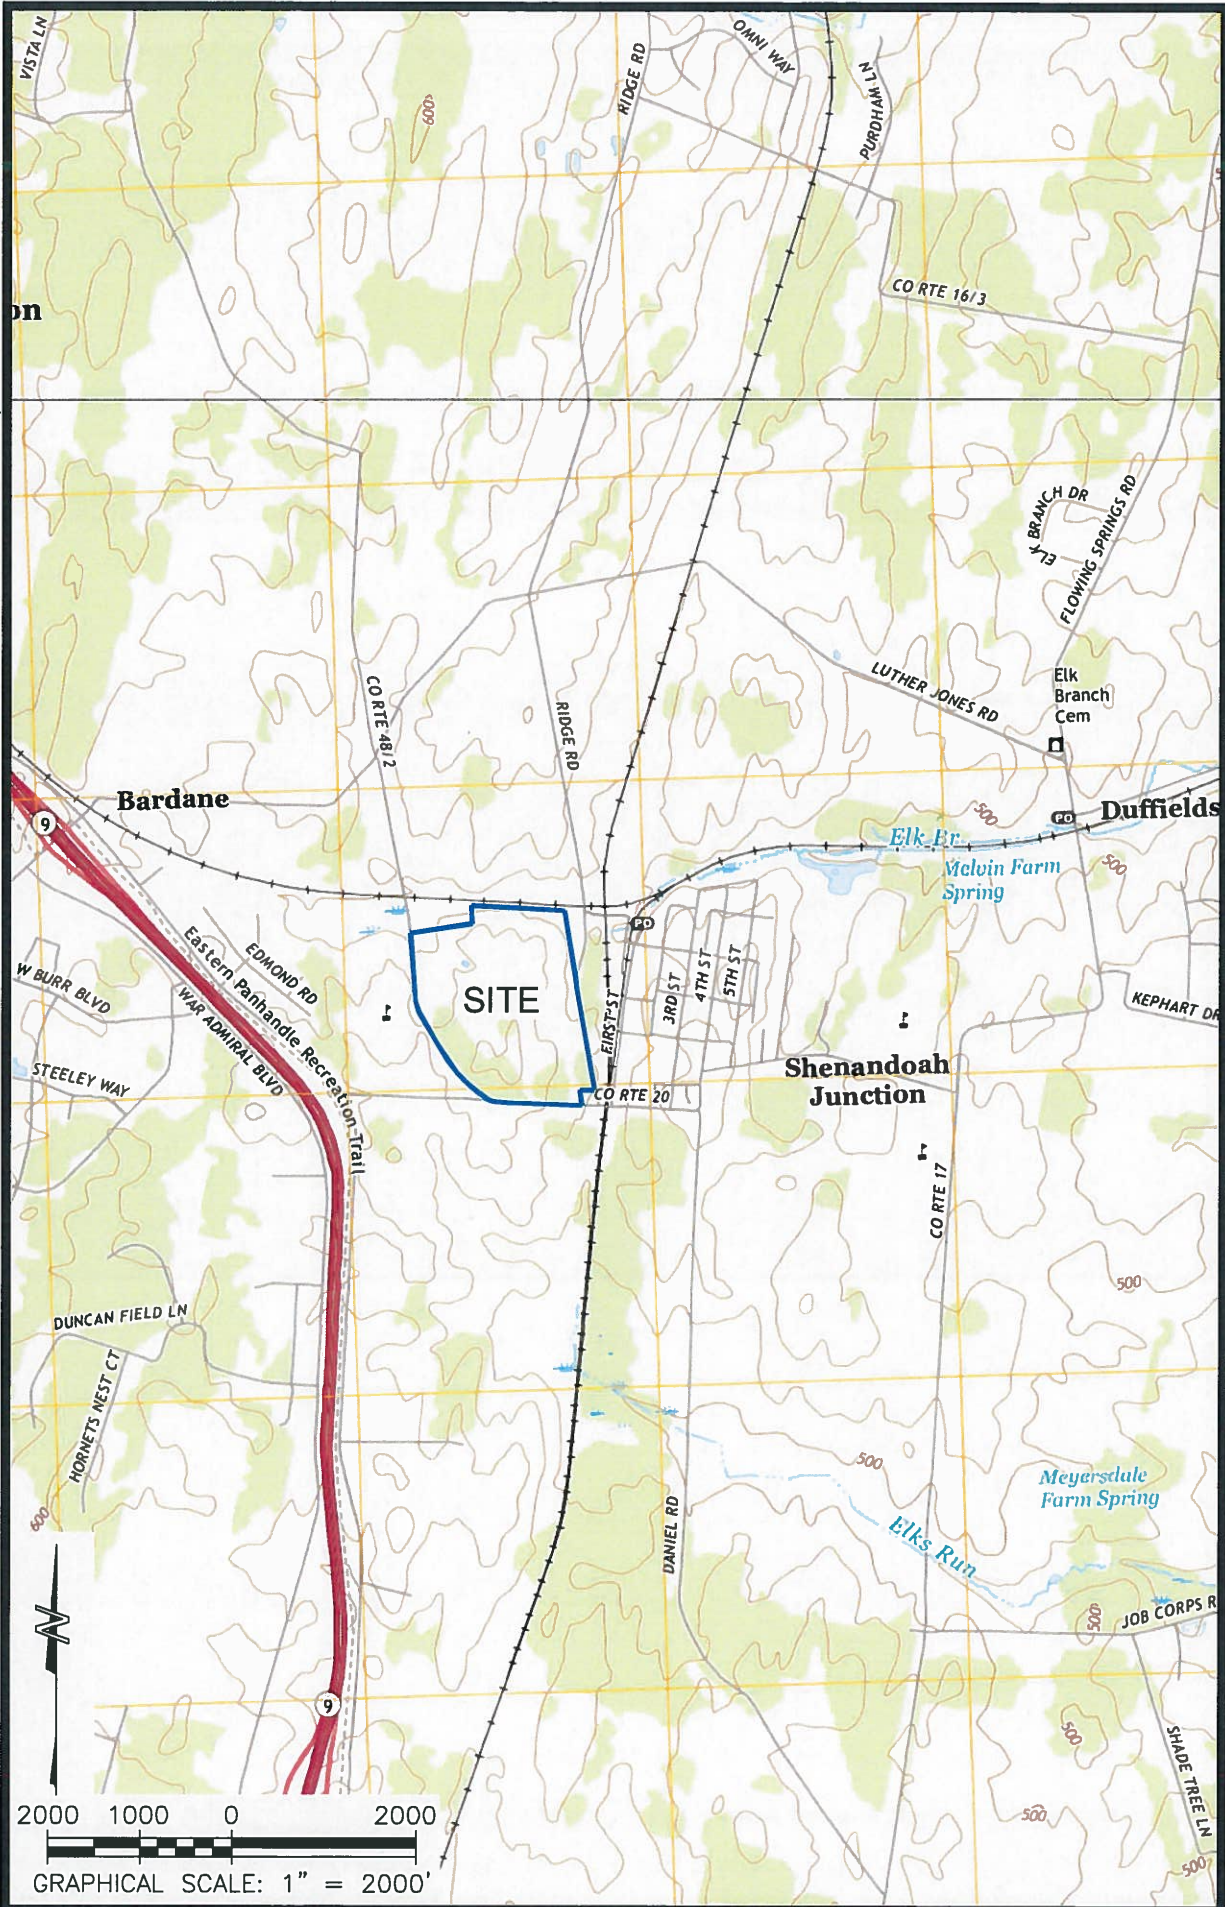 VISTA LN
RIDGE RD
OMNI WAY
PURDHAM LN
600
on
CO RTE 16/3
ELK BRANCH DR
FLOWING SPRINGS RD
LUTHER JONES RD
Elk
Branch
Cem
CO RTE 48/2
RIDGE RD
Bardane
9
500
PO
Duffields
Elk Br
Melvin Farm
Spring
500
PO
Eastern Panhandle Recreation Trail
EDMOND RD
W BURR BLVD
WAR ADMIRAL BLVD
STEELEY WAY
SITE
FIRST ST
3RD ST
4TH ST
5TH ST
KEPHART DR
Shenandoah
Junction
CO RTE 20
CO RTE 17
500
DUNCAN FIELD LN
HORNETS NEST CT
600
500
Meyersdale
Farm Spring
DANIEL RD
Elks Run
500
JOB CORPS R
N
9
500
SHADE TREE LN
500
500
2000 1000 0 2000
GRAPHICAL SCALE: 1" = 2000'